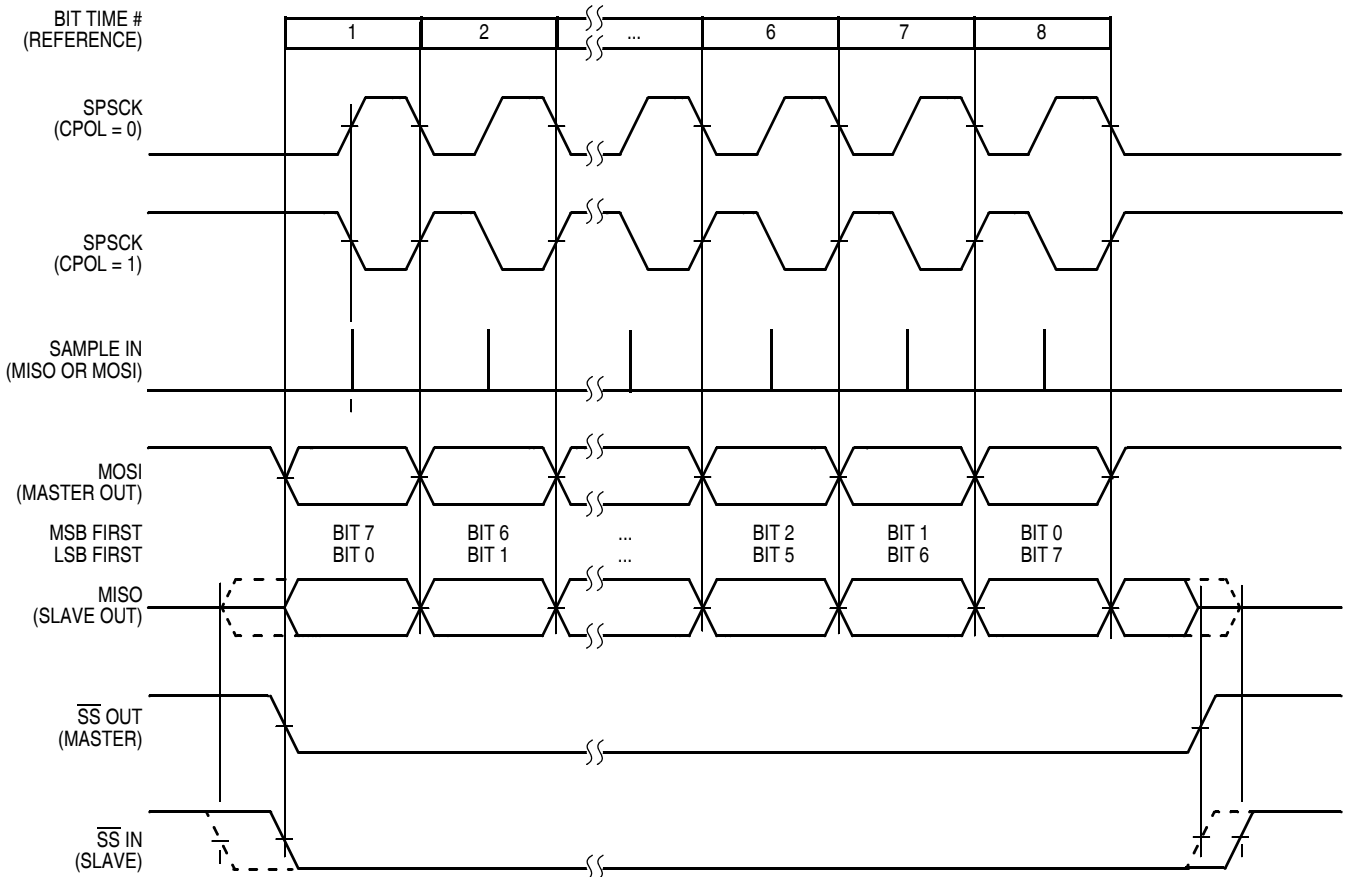 BIT TIME #
(REFERENCE)
1 2 ... 6 7 8
SPSCK
(CPOL = 0)
SPSCK
(CPOL = 1)
SAMPLE IN
(MISO OR MOSI)
MOSI
(MASTER OUT)
MSB FIRST BIT 7 BIT 6 ... BIT 2 BIT 1 BIT 0
LSB FIRST BIT 0 BIT 1 ... BIT 5 BIT 6 BIT 7
MISO
(SLAVE OUT)
S̅S̅ OUT
(MASTER)
S̅S̅ IN
(SLAVE)